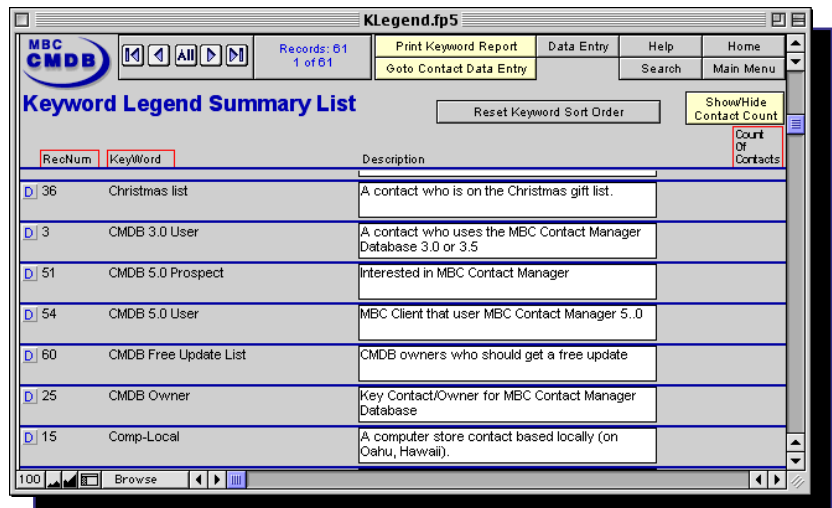 KLegend.fp5
MBC
CMDB
All
Records: 61
1 of 61
Print Keyword Report
Data Entry
Help
Home
Goto Contact Data Entry
Search
Main Menu
Keyword Legend Summary List
Reset Keyword Sort Order
Show/Hide
Contact Count
Count
Of
Contacts
RecNum
KeyWord
Description
D 36 Christmas list A contact who is on the Christmas gift list.
D 3 CMDB 3.0 User A contact who uses the MBC Contact Manager
Database 3.0 or 3.5
D 51 CMDB 5.0 Prospect Interested in MBC Contact Manager
D 54 CMDB 5.0 User MBC Client that user MBC Contact Manager 5..0
D 60 CMDB Free Update List CMDB owners who should get a free update
D 25 CMDB Owner Key Contact/Owner for MBC Contact Manager
Database
D 15 Comp-Local A computer store contact based locally (on
Oahu, Hawaii).
100 Browse